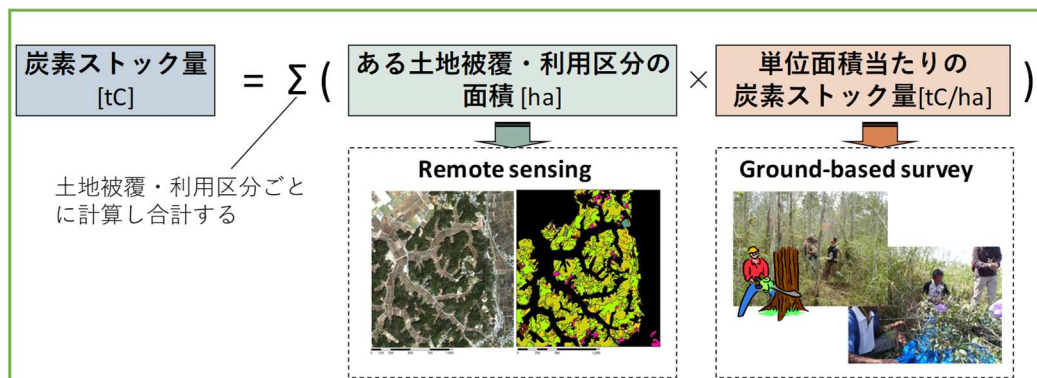 炭素ストック量
[tC]
=
Σ
(
ある土地被覆・利用区分の
面積 [ha]
×
単位面積当たりの
炭素ストック量[tC/ha]
)
土地被覆・利用区分ごと
に計算し合計する
Remote sensing
Ground-based survey